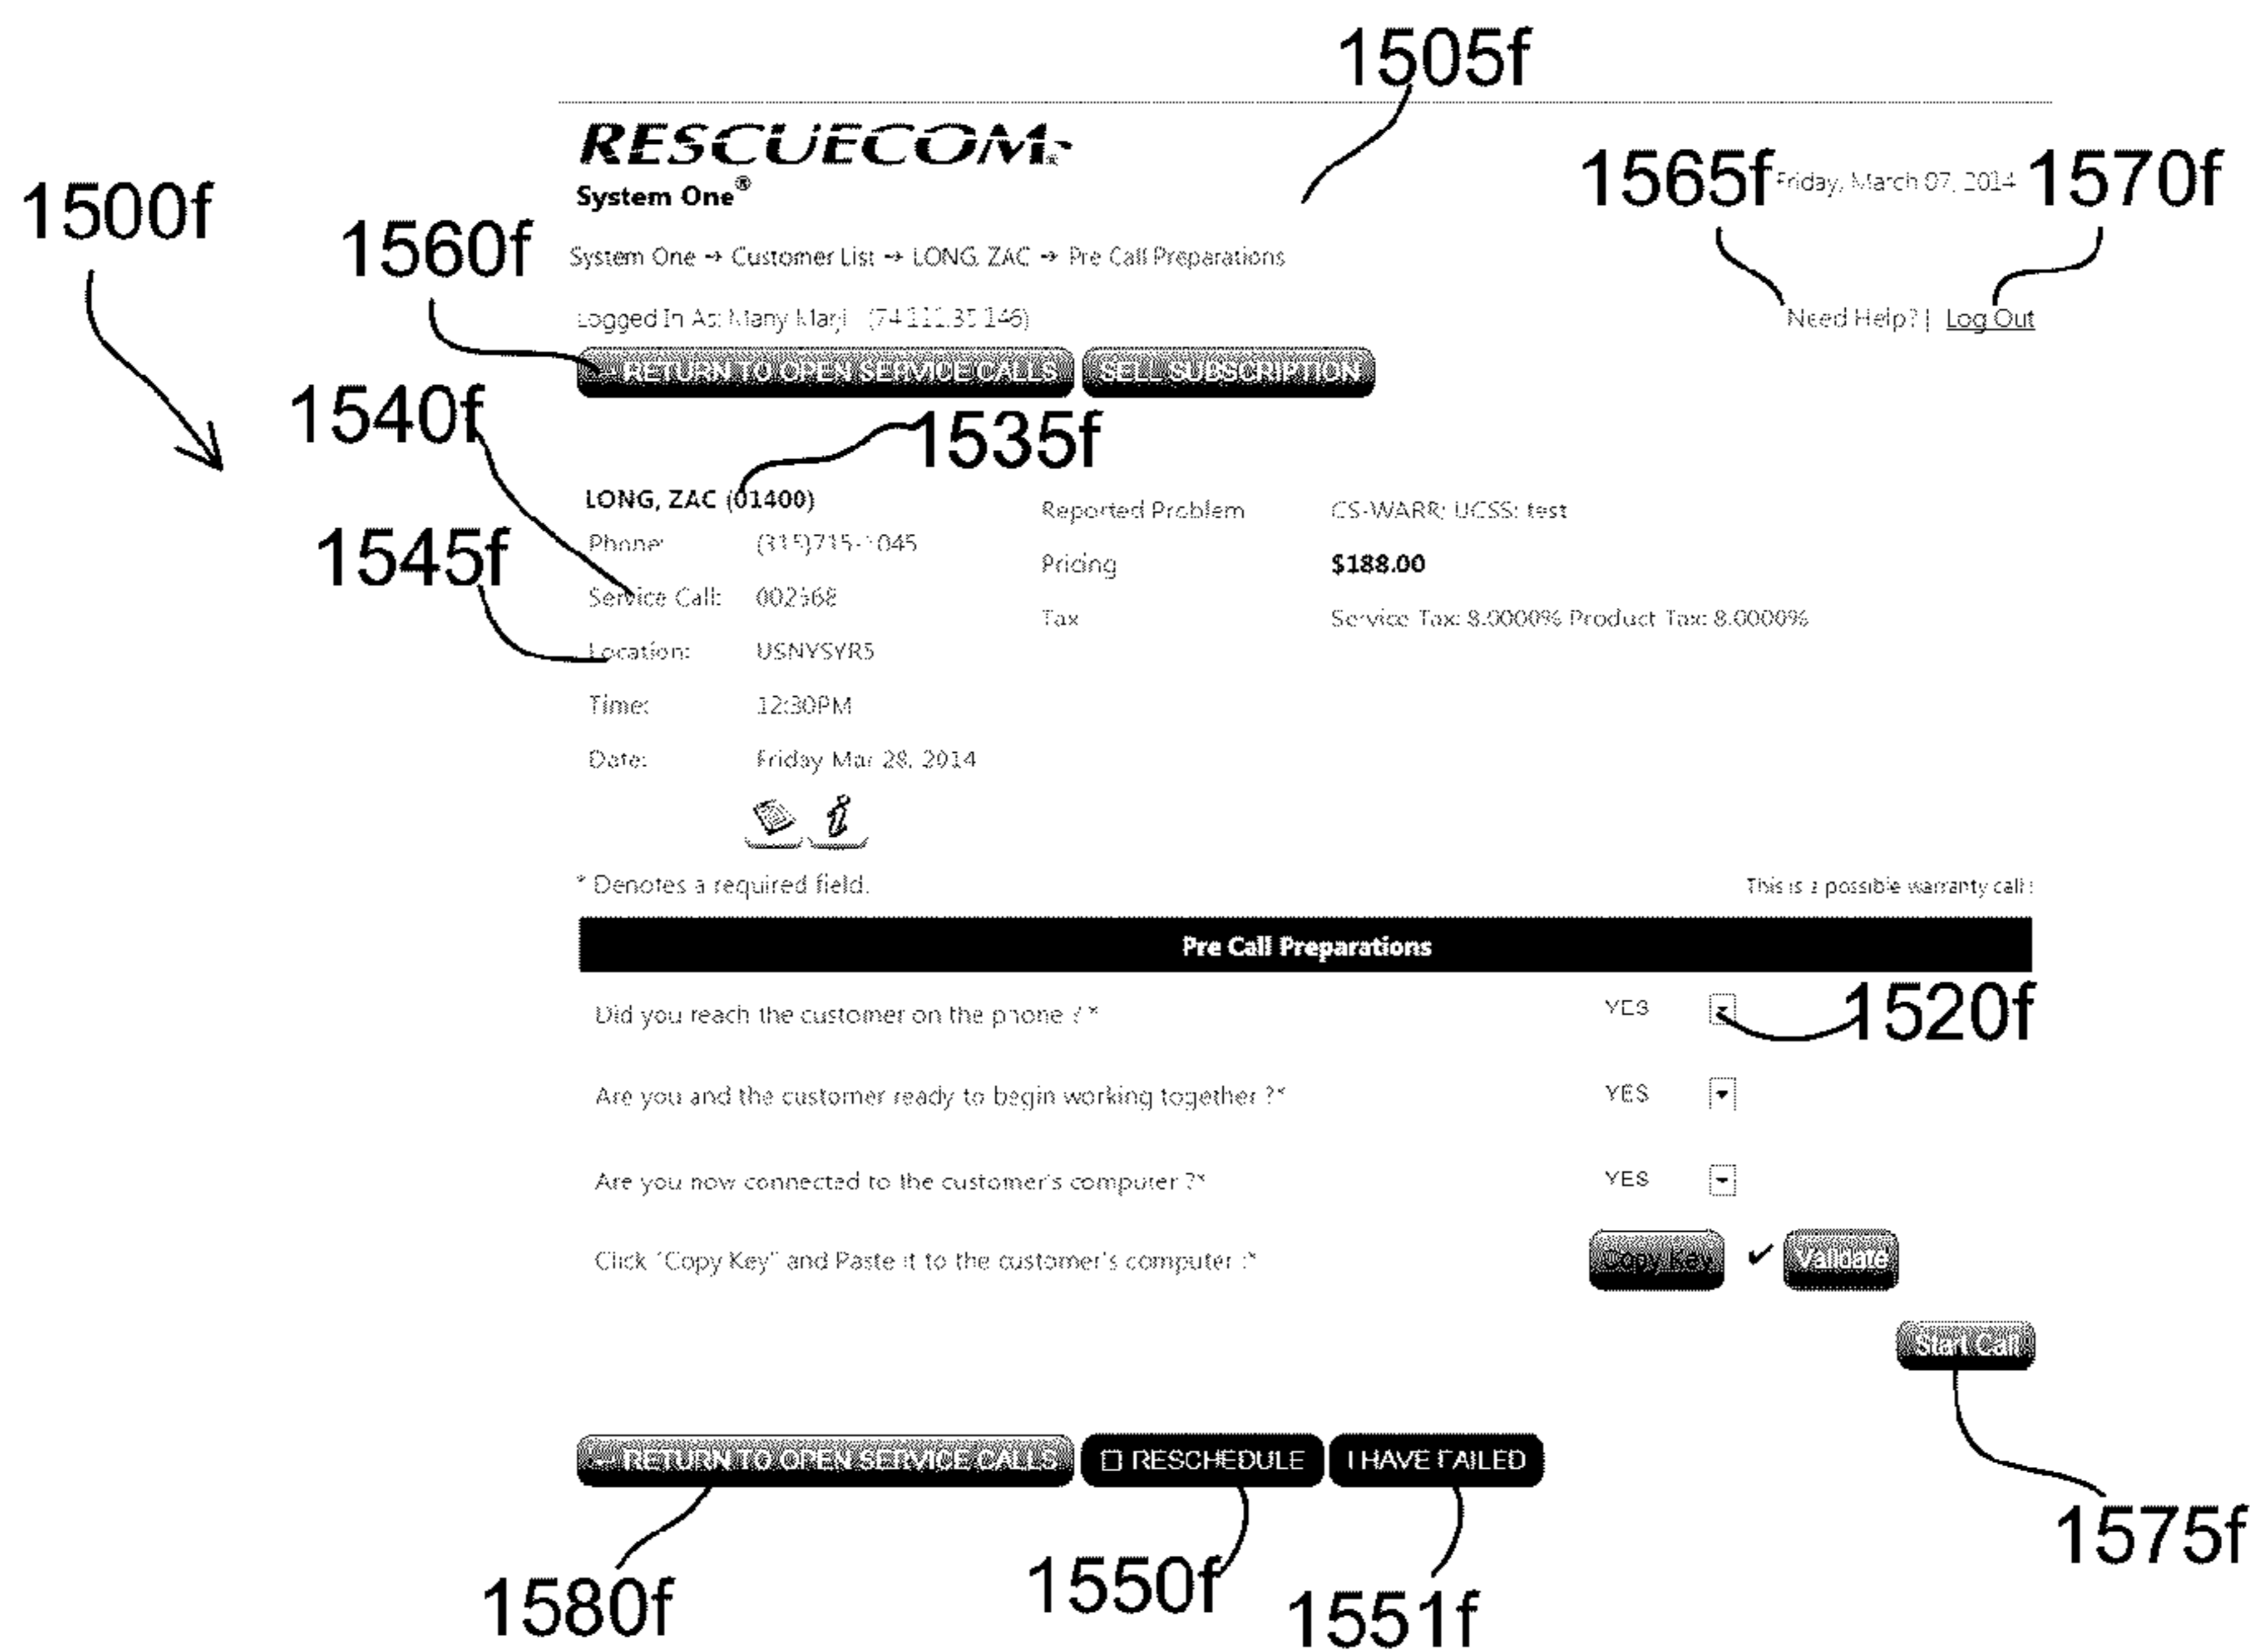 1505f
RESCUECOM®
System One®
1565f Friday, March 07, 2014 1570f
1500f
1560f
System One → Customer List → LONG, ZAC → Pre Call Preparations
Logged In As: Many
Need Help? | Log Out
← RETURN TO OPEN SERVICE CALLS SELL SUBSCRIPTION
1540f
1535f
LONG, ZAC (01400)
Reported Problem CS-WARR; UCSS: test
1545f
Phone:
Pricing $188.00
Service Call:
Tax Service Tax: 8.0000% Product Tax: 8.0000%
Location: USNYSYR5
Time: 12:30PM
Date: Friday Mar 28, 2014
i
* Denotes a required field.
This is a possible warranty call
Pre Call Preparations
Did you reach the customer on the phone ?* YES
1520f
Are you and the customer ready to begin working together ?* YES
Are you now connected to the customer's computer ?* YES
Click "Copy Key" and Paste it to the customer's computer :* Copy Key ✔ Validate
Start Call
← RETURN TO OPEN SERVICE CALLS RESCHEDULE I HAVE FAILED
1575f
1580f
1550f
1551f